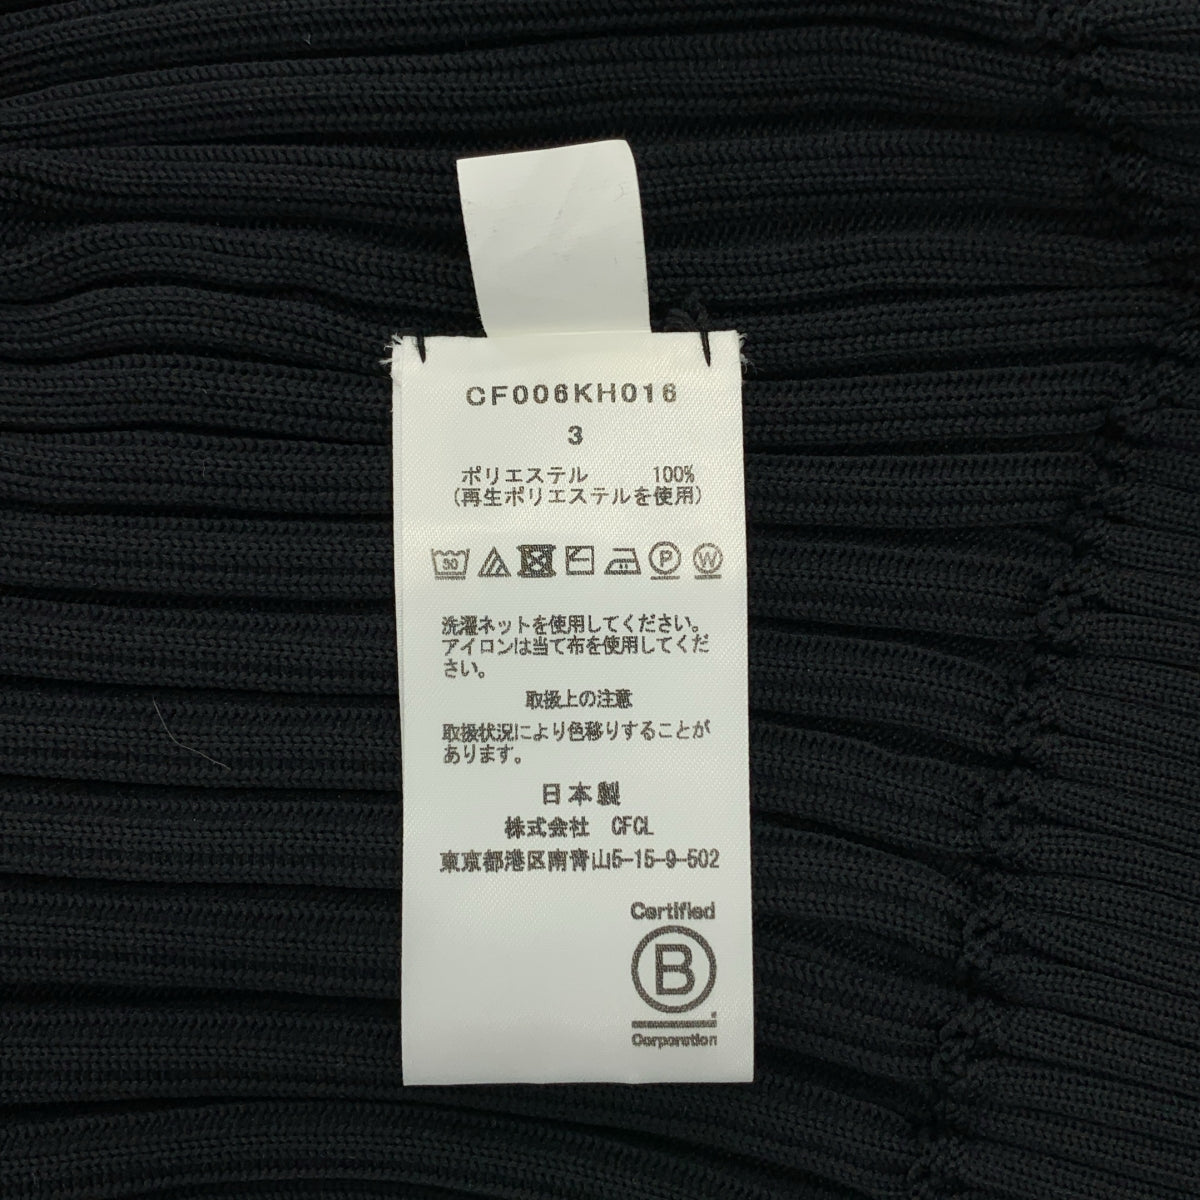 CF006KH016
3
ポリエステル 100%
(再生ポリエステルを使用)
30
P
W
洗濯ネットを使用してください。
アイロンは当て布を使用してくだ
さい。
取扱上の注意
取扱状況により色移りすることが
あります。
日本製
株式会社 CFCL
東京都港区南青山5-15-9-502
Certified
B
Corporation